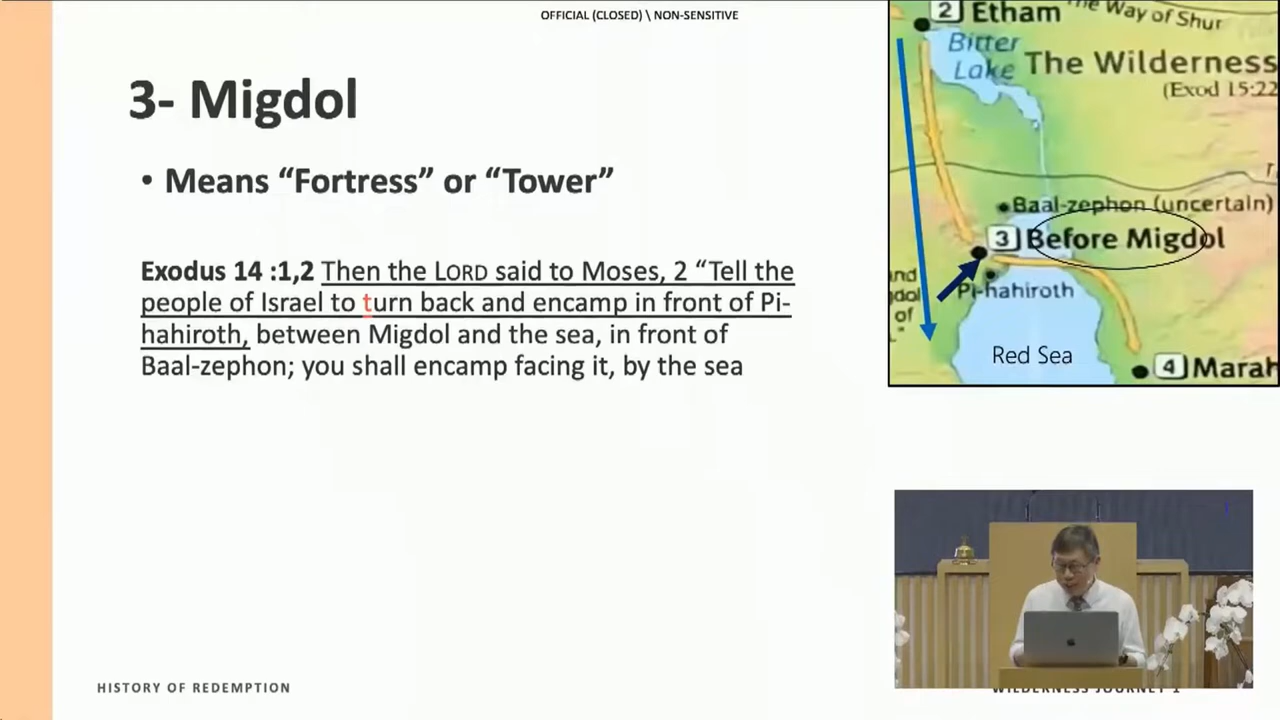 OFFICIAL (CLOSED) \ NON-SENSITIVE
3- Migdol
• Means “Fortress” or “Tower”
Exodus 14 :1,2 Then the LORD said to Moses, 2 “Tell the
people of Israel to turn back and encamp in front of Pi-
hahiroth, between Migdol and the sea, in front of
Baal-zephon; you shall encamp facing it, by the sea
2 Etham
The Way of Shur
Bitter
Lake
The Wilderness
(Exod 15:22
Baal-zephon (uncertain)
3 Before Migdol
Pi-hahiroth
Red Sea
4 Marah
HISTORY OF REDEMPTION
WILDERNESS JOURNEY 1